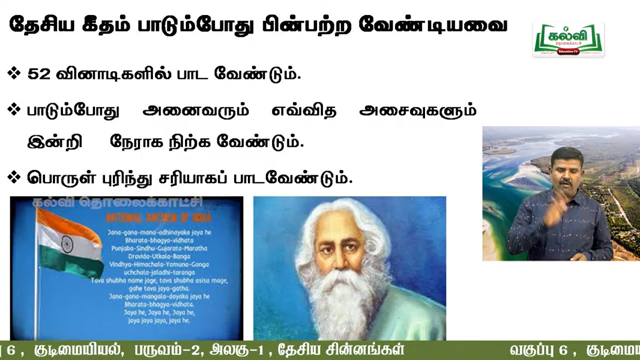 தேசிய கீதம் பாடும்போது பின்பற்ற வேண்டியவை
கல்வி
தொலைக்காட்சி
Education TV
❖ 52 வினாடிகளில் பாட வேண்டும்.
❖ பாடும்போது அனைவரும் எவ்வித அசைவுகளும்
இன்றி நேராக நிற்க வேண்டும்.
❖ பொருள் புரிந்து சரியாகப் பாடவேண்டும்.
கல்வி தொலைக்காட்சி
NATIONAL ANTHEM OF INDIA
Jana-gana-mana-adhinayaka jaya he
Bharata-bhagya-vidhata
Punjaba-Sindhu-Gujarata-Maratha
Dravida-Utkala-Banga
Vindhya-Himachala-Yamuna-Ganga
uchchala-jaladhi-taranga
Tava shubha name jage, tava shubha asisa mage,
gahe tava jaya-gatha.
Jana-gana-mangala-dayaka jaya he
Bharata-bhagya-vidhata.
Jaya he, Jaya he, Jaya he,
jaya jaya jaya, jaya he.
பு 6 , குடிமையியல், பருவம்-2, அலகு-1 , தேசிய சின்னங்கள்
வகுப்பு 6 , குடிமைய